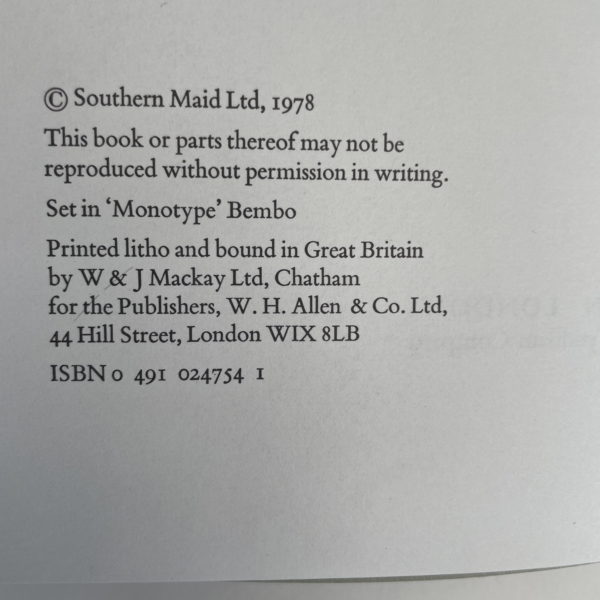 © Southern Maid Ltd, 1978
This book or parts thereof may not be
reproduced without permission in writing.
Set in ‘Monotype’ Bembo
Printed litho and bound in Great Britain
by W & J Mackay Ltd, Chatham
for the Publishers, W. H. Allen & Co. Ltd,
44 Hill Street, London WIX 8LB
ISBN 0 491 024754 1